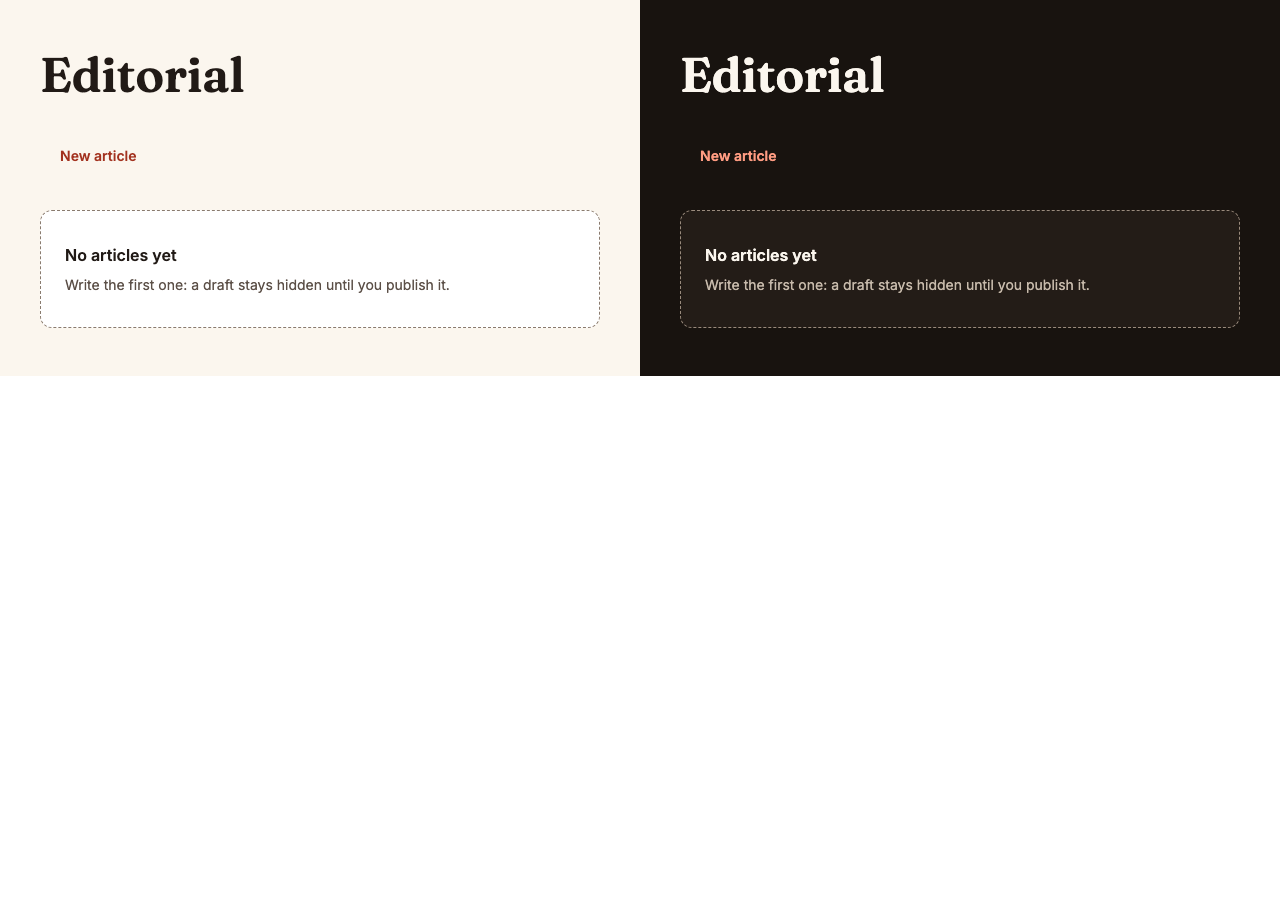 Editorial
New article
No articles yet
Write the first one: a draft stays hidden until you publish it.
Editorial
New article
No articles yet
Write the first one: a draft stays hidden until you publish it.